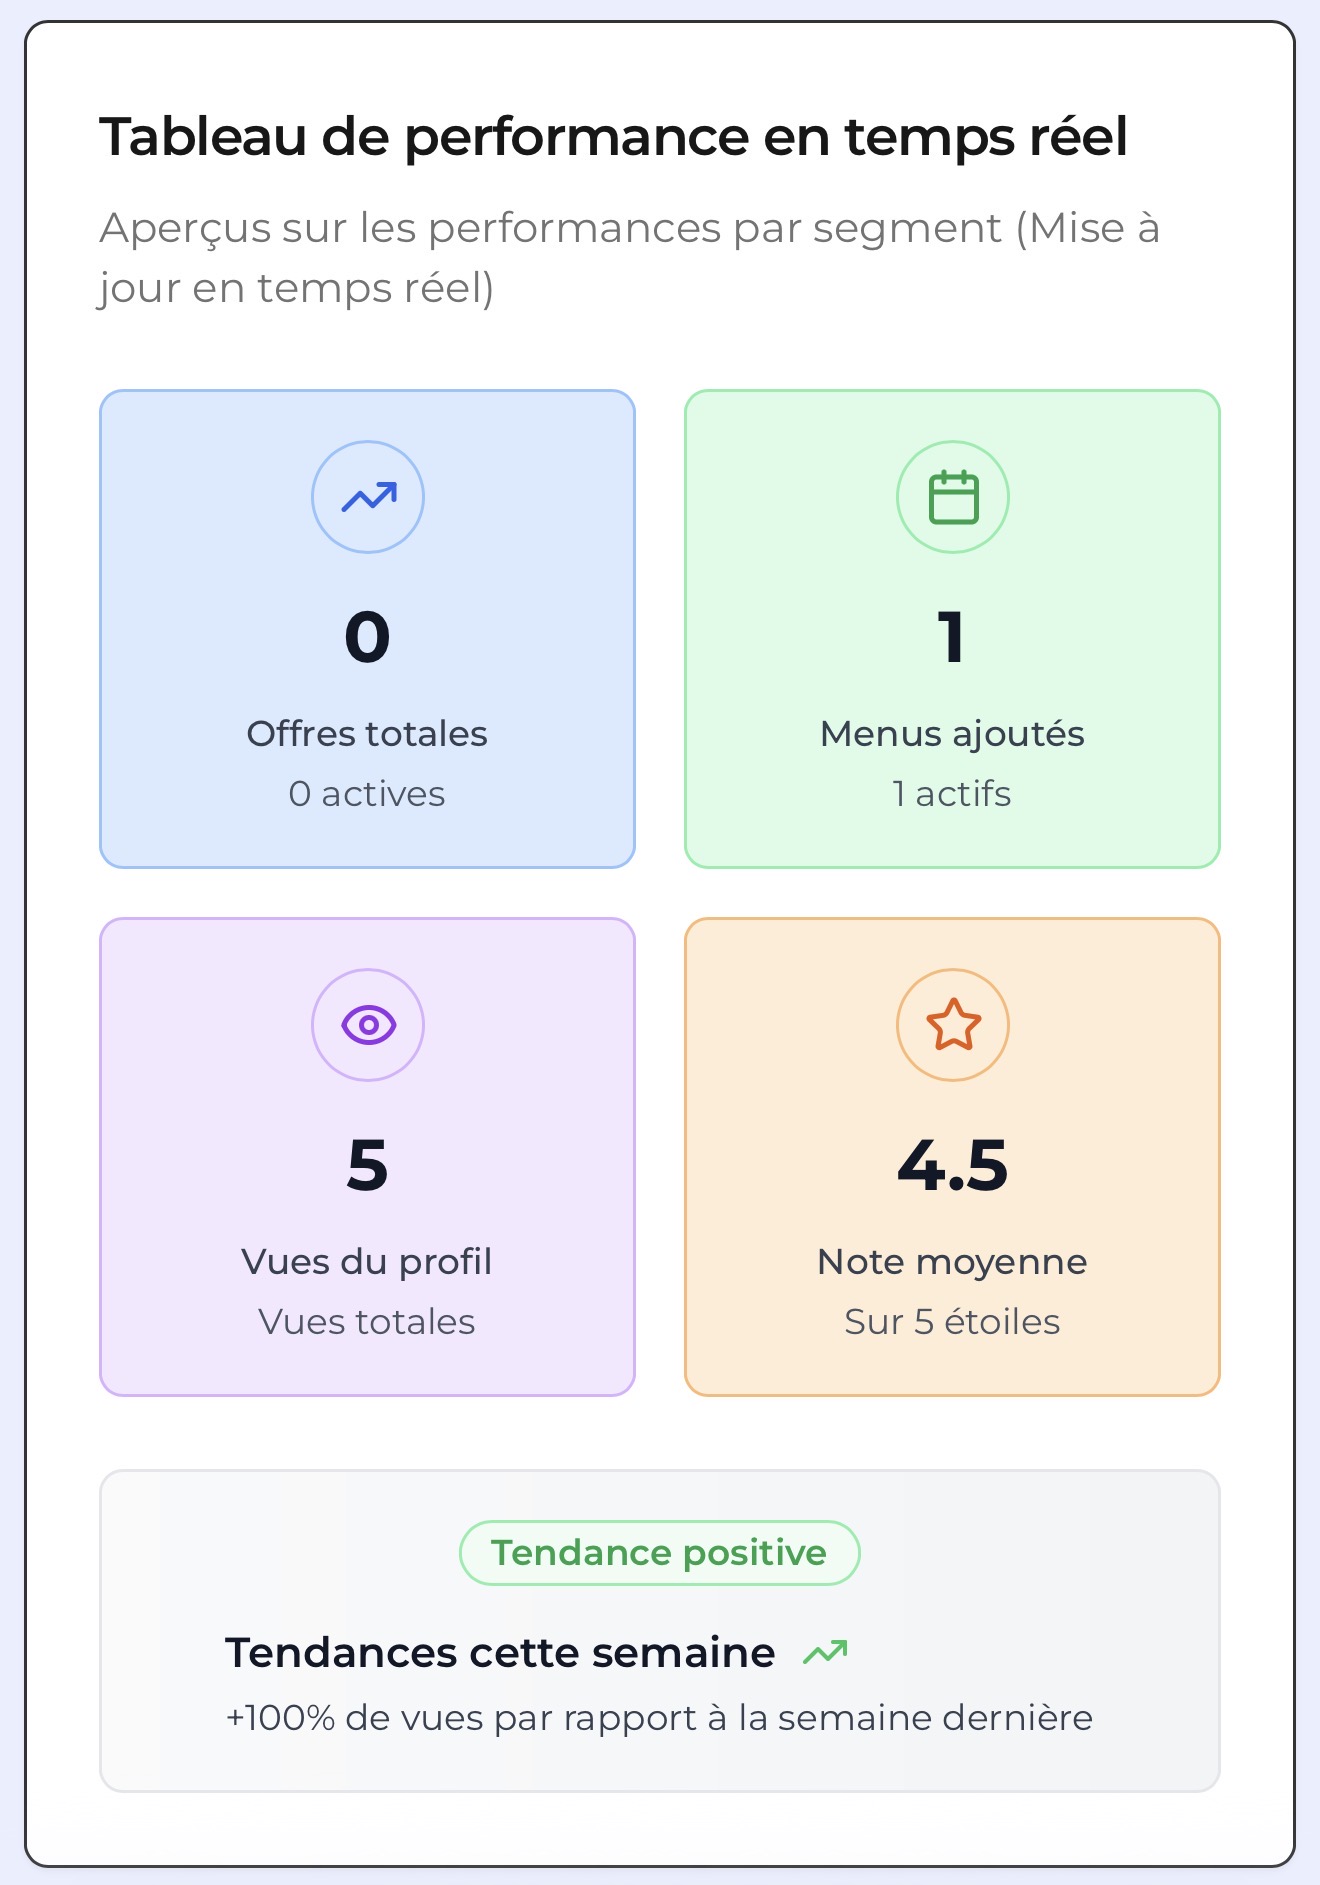 Tableau de performance en temps réel
Aperçus sur les performances par segment (Mise à
jour en temps réel)
0
Offres totales
0 actives
1
Menus ajoutés
1 actifs
5
Vues du profil
Vues totales
4.5
Note moyenne
Sur 5 étoiles
Tendance positive
Tendances cette semaine
+100% de vues par rapport à la semaine dernière